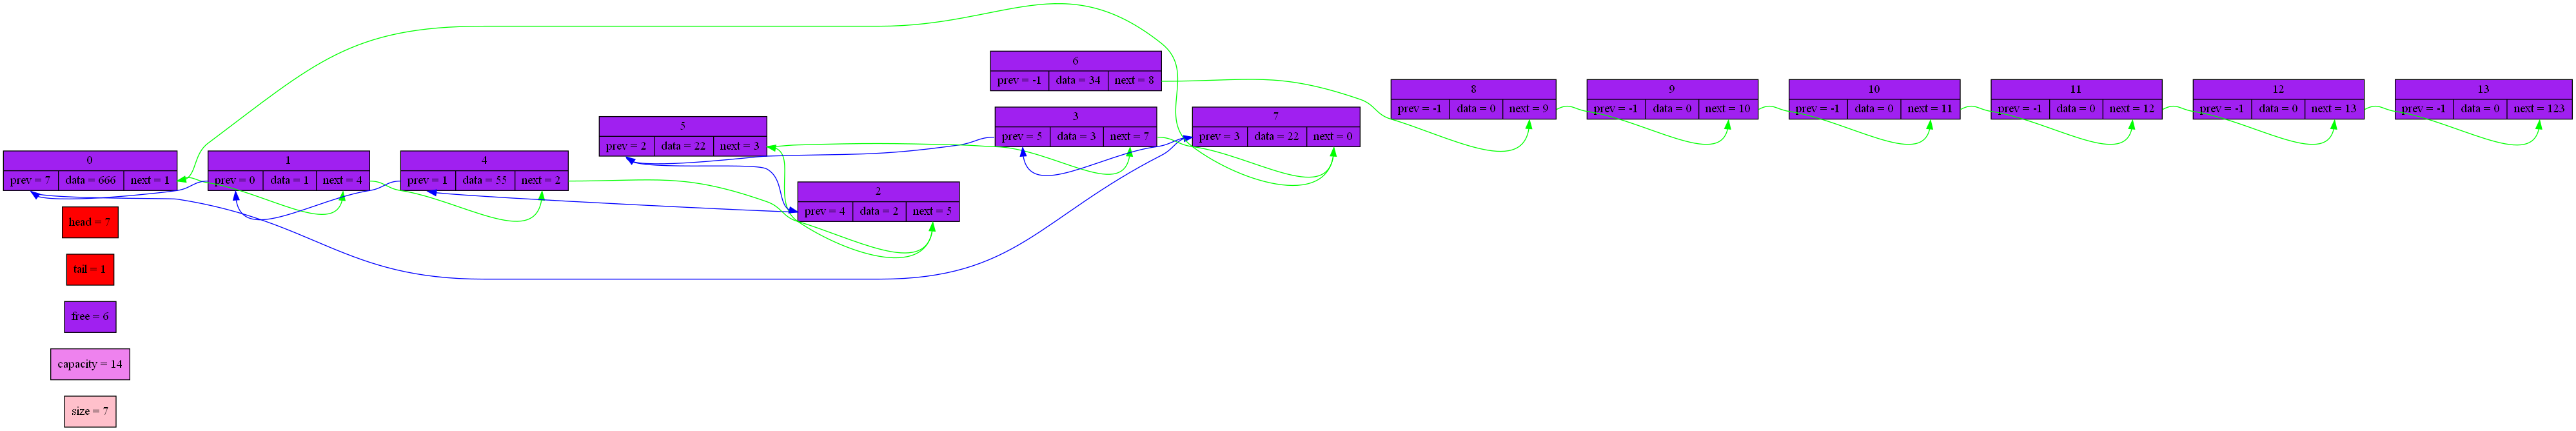 6
prev = -1 data = 34 next = 8
8
prev = -1 data = 0 next = 9
9
prev = -1 data = 0 next = 10
10
prev = -1 data = 0 next = 11
11
prev = -1 data = 0 next = 12
12
prev = -1 data = 0 next = 13
13
prev = -1 data = 0 next = 123
3
prev = 5 data = 3 next = 7
7
prev = 3 data = 22 next = 0
5
prev = 2 data = 22 next = 3
0
prev = 7 data = 666 next = 1
1
prev = 0 data = 1 next = 4
4
prev = 1 data = 55 next = 2
2
prev = 4 data = 2 next = 5
head = 7
tail = 1
free = 6
capacity = 14
size = 7